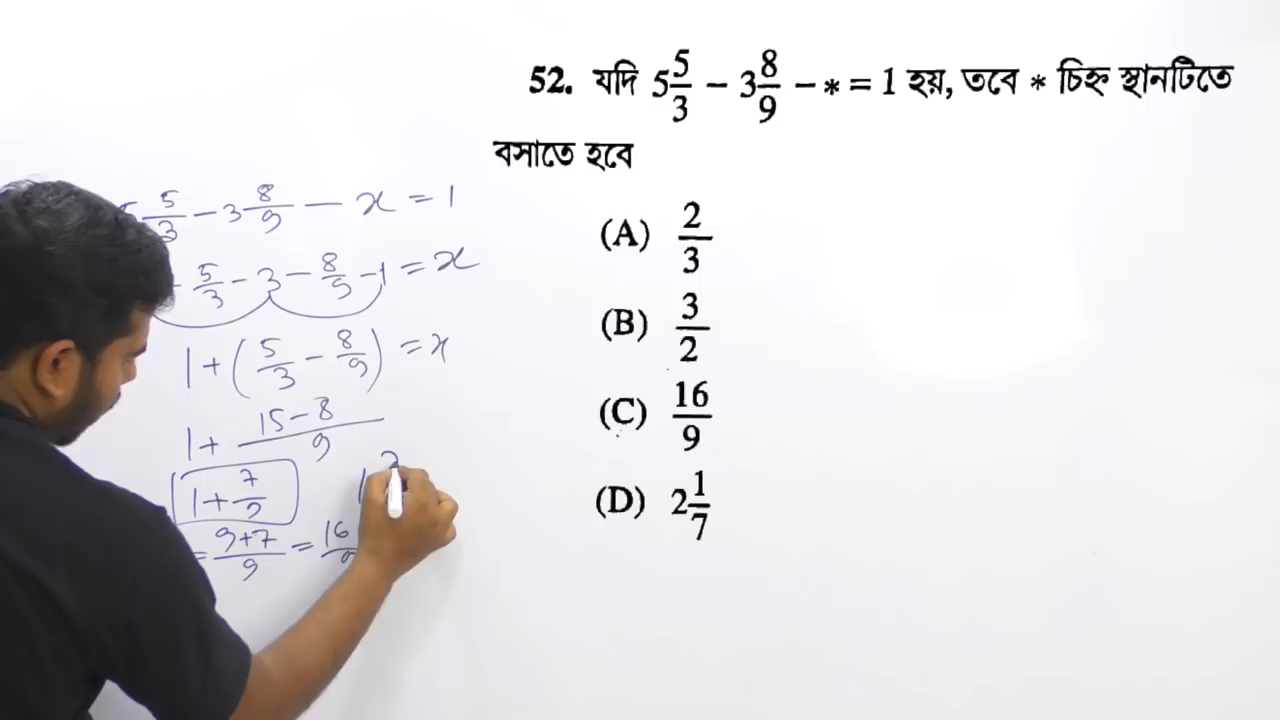 52. যদি 5 5/3 − 3 8/9 − * = 1 হয়, তবে * চিহ্ন স্থানটিতে
বসাতে হবে
(A) 2/3
(B) 3/2
(C) 16/9
(D) 2 1/7
5/3 − 3 8/9 − x = 1
5/3 − 3 − 8/9 − 1 = x
1 + (5/3 − 8/9) = x
1 + (15 − 8)/9
1 + 7/9
= (9+7)/9 = 16/9